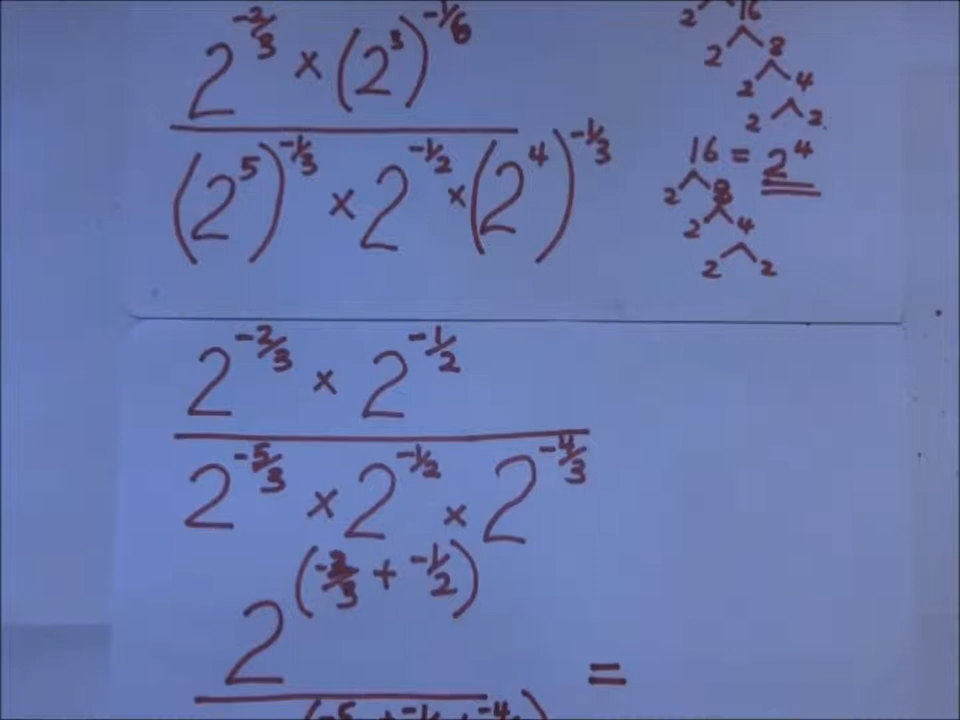 2^(-2/3) × (2^3)^(-1/6)
(2^5)^(-1/3) × 2^(-1/2) × (2^4)^(-1/3)
2 16
2 8
2 4
2 2
16 = 2^4
2 8
2 4
2 2
2^(-2/3) × 2^(-1/2)
2^(-5/3) × 2^(-1/2) × 2^(-4/3)
2^(-2/3 + -1/2) =